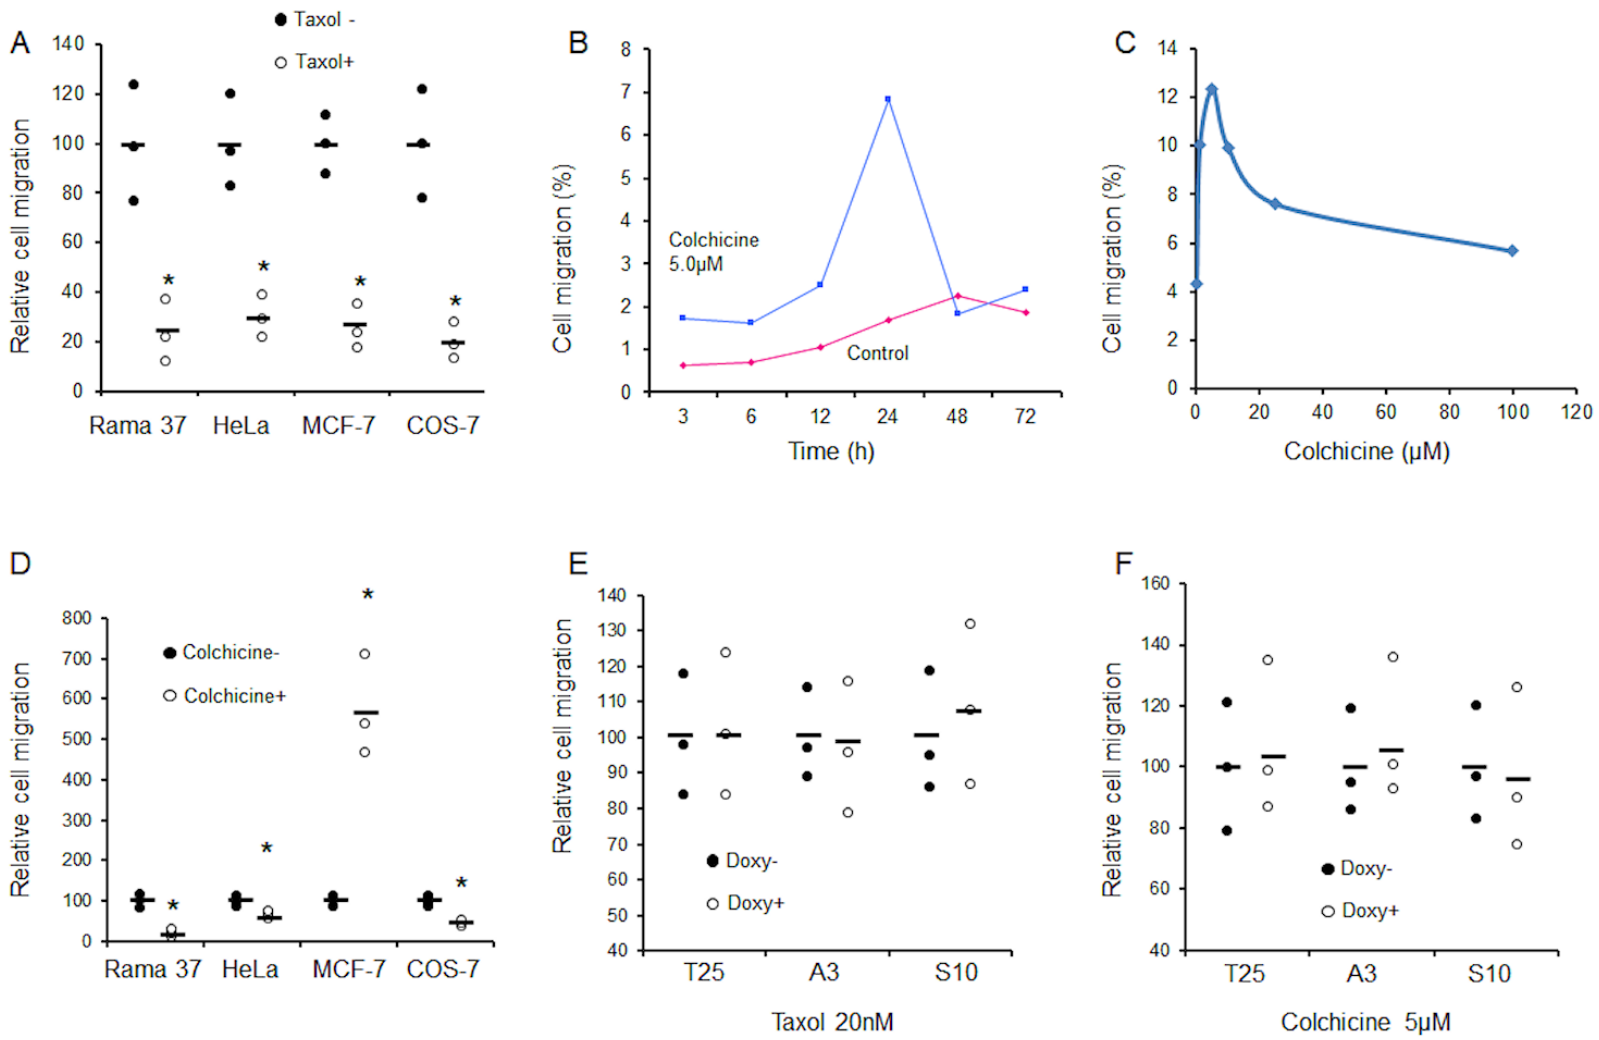 A
Taxol -
Taxol+
Relative cell migration
140
120
100
80
60
40
20
0
*
*
*
*
Rama 37 HeLa MCF-7 COS-7
B
Cell migration (%)
8
7
6
5
4
3
2
1
0
Colchicine
5.0µM
Control
3 6 12 24 48 72
Time (h)
C
Cell migration (%)
14
12
10
8
6
4
2
0
0 20 40 60 80 100 120
Colchicine (µM)
D
Relative cell migration
800
700
600
500
400
300
200
100
0
Colchicine-
Colchicine+
*
*
*
*
Rama 37 HeLa MCF-7 COS-7
E
Relative cell migration
140
130
120
110
100
90
80
70
60
50
40
Doxy-
Doxy+
T25 A3 S10
Taxol 20nM
F
Relative cell migration
160
140
120
100
80
60
40
Doxy-
Doxy+
T25 A3 S10
Colchicine 5µM